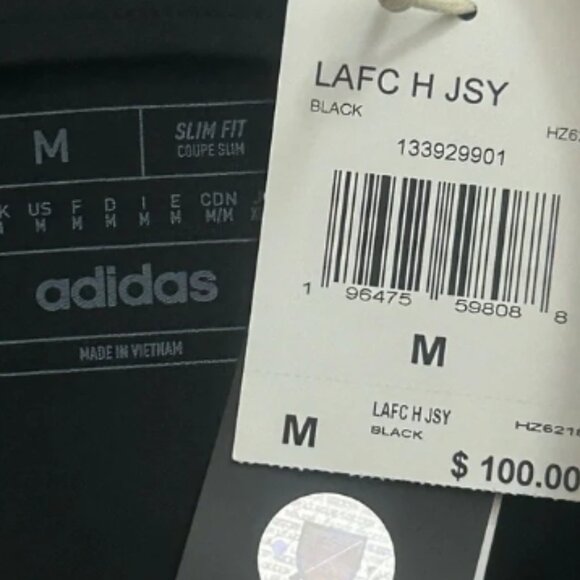 M
SLIM FIT
COUPE SLIM
US F D I E CDN
M M M M M M/M
adidas
MADE IN VIETNAM
LAFC H JSY
BLACK
133929901
1 96475 59808 8
M
M
LAFC H JSY
BLACK
HZ6218
$ 100.00